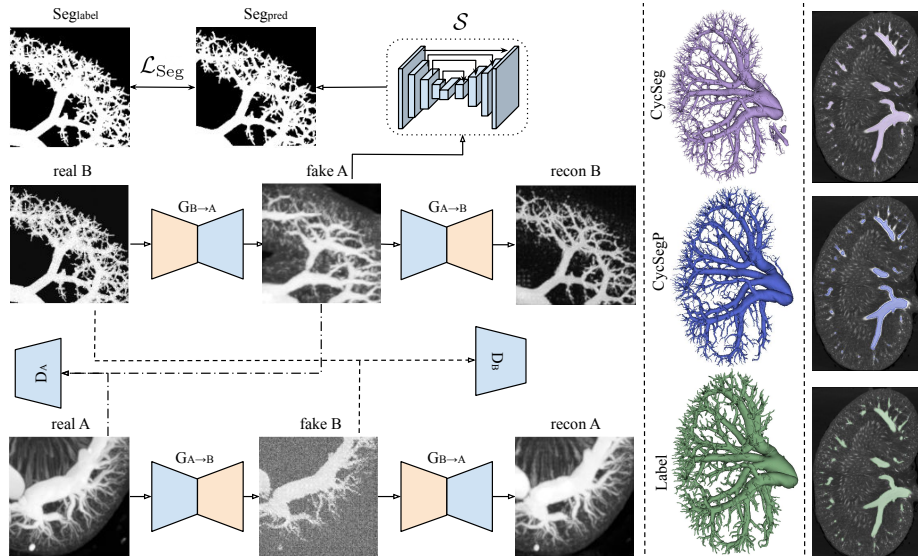 Seglabel
Segpred
S
LSeg
real B
fake A
recon B
GB→A
GA→B
DA
DB
real A
fake B
recon A
GA→B
GB→A
CycSeg
CycSegP
Label